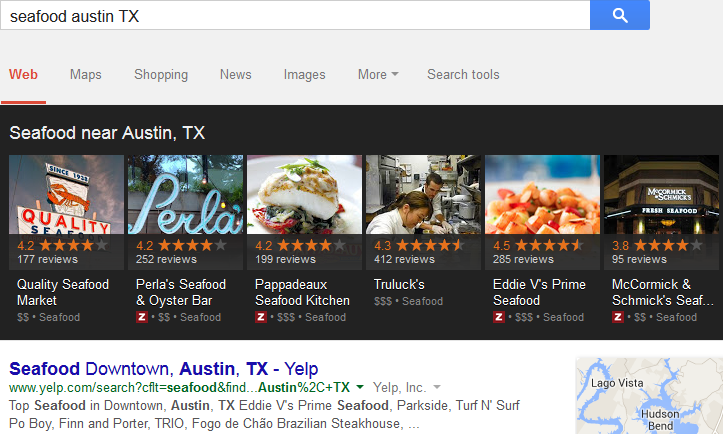 seafood austin TX
Web Maps Shopping News Images More Search tools
Seafood near Austin, TX
SINCE 1938
QUALITY
SEAFOOD
Perla's
McCORMICK & SCHMICK'S
FRESH SEAFOOD
4.2 4.2 4.2 4.3 4.5 3.8
177 reviews 252 reviews 199 reviews 412 reviews 285 reviews 95 reviews
Quality Seafood Perla's Seafood Pappadeaux Truluck's Eddie V's Prime McCormick &
Market & Oyster Bar Seafood Kitchen Seafood Schmick's Seaf...
$$ • Seafood Z • $$ • Seafood Z • $$$ • Seafood $$$ • Seafood Z • $$$ • Seafood Z • $$ • Seafood
Seafood Downtown, Austin, TX - Yelp
www.yelp.com/search?cflt=seafood&find...Austin%2C+TX Yelp, Inc.
Top Seafood in Downtown, Austin, TX Eddie V's Prime Seafood, Parkside, Turf N' Surf
Po Boy, Finn and Porter, TRIO, Fogo de Chão Brazilian Steakhouse, ...
Lago Vista
Hudson
Bend